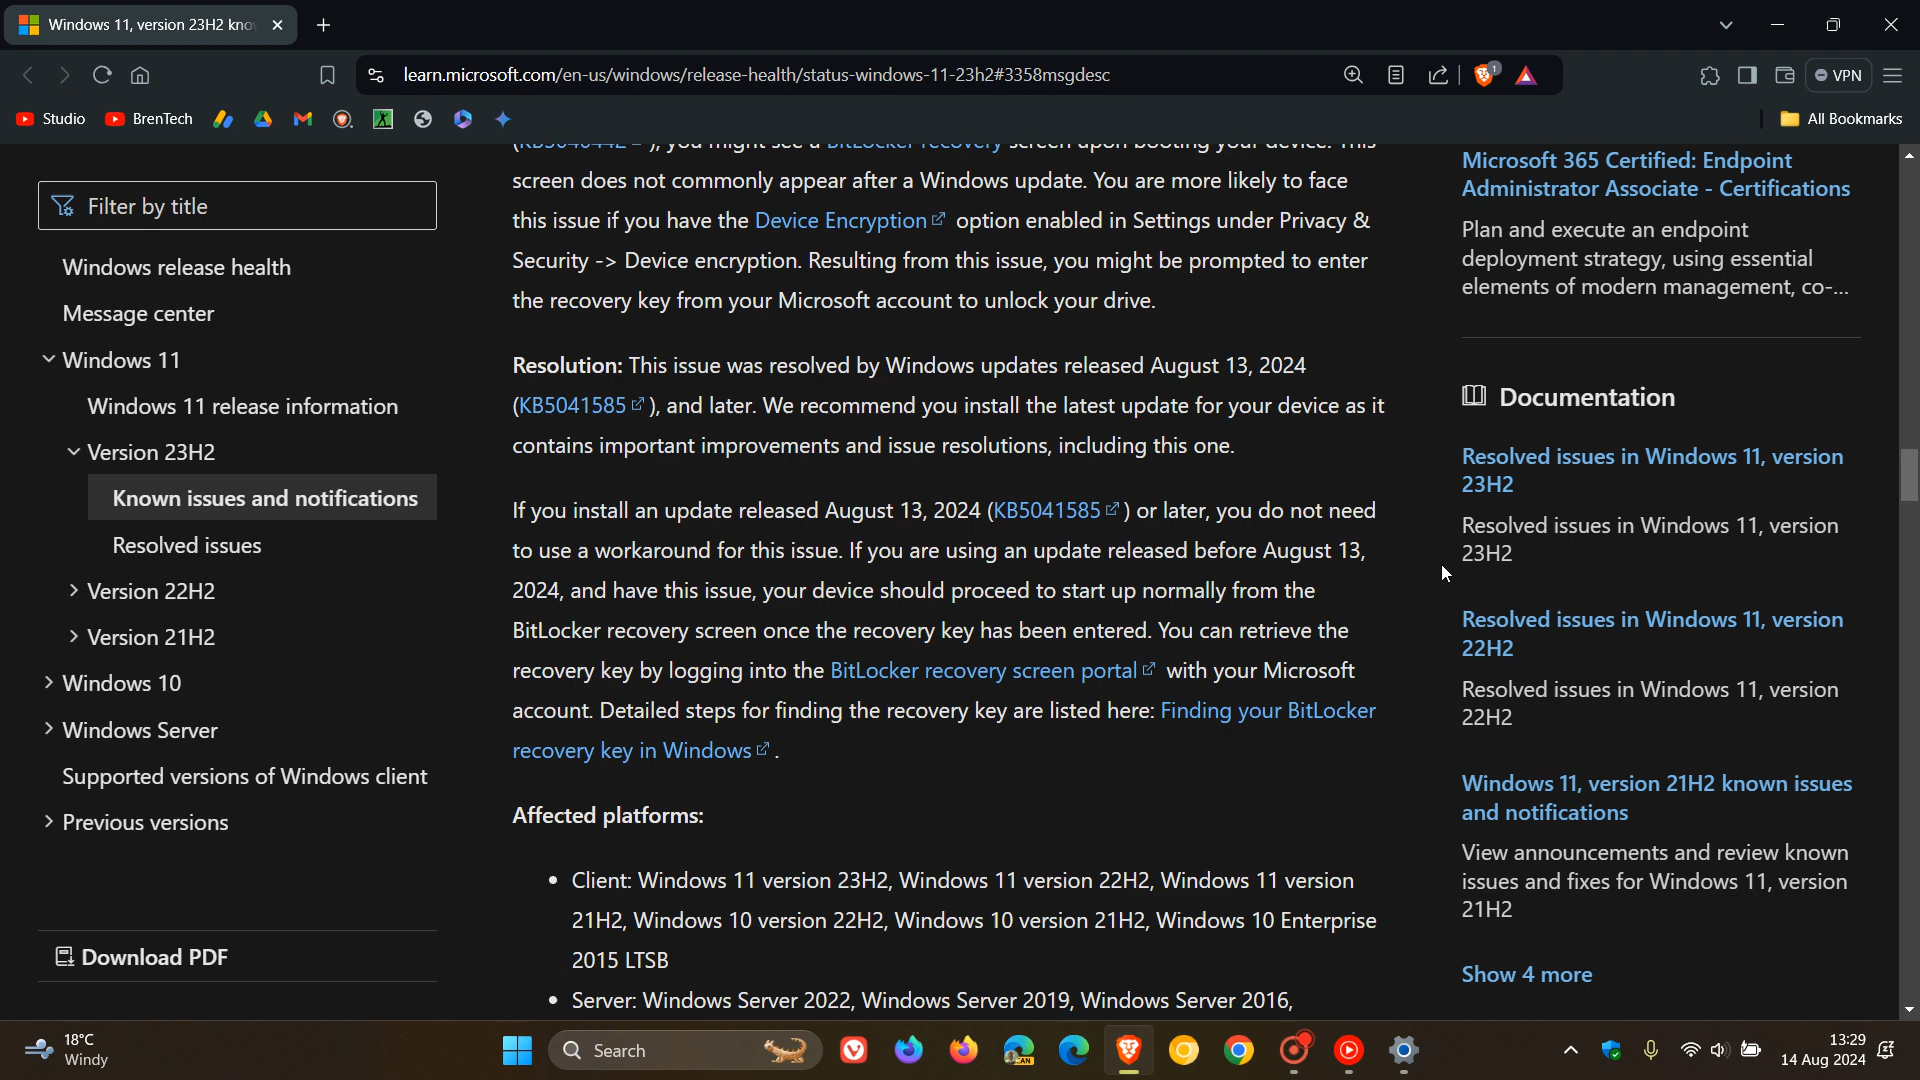 Windows 11, version 23H2 kno
learn.microsoft.com/en-us/windows/release-health/status-windows-11-23h2#3358msgdesc
1
VPN
Studio
BrenTech
All Bookmarks
Filter by title
Windows release health
Message center
Windows 11
Windows 11 release information
Version 23H2
Known issues and notifications
Resolved issues
Version 22H2
Version 21H2
Windows 10
Windows Server
Supported versions of Windows client
Previous versions
Download PDF
(KB5040442), you might see a BitLocker recovery screen upon booting your device. This
screen does not commonly appear after a Windows update. You are more likely to face
this issue if you have the Device Encryption option enabled in Settings under Privacy &
Security -> Device encryption. Resulting from this issue, you might be prompted to enter
the recovery key from your Microsoft account to unlock your drive.
Resolution: This issue was resolved by Windows updates released August 13, 2024
(KB5041585), and later. We recommend you install the latest update for your device as it
contains important improvements and issue resolutions, including this one.
If you install an update released August 13, 2024 (KB5041585) or later, you do not need
to use a workaround for this issue. If you are using an update released before August 13,
2024, and have this issue, your device should proceed to start up normally from the
BitLocker recovery screen once the recovery key has been entered. You can retrieve the
recovery key by logging into the BitLocker recovery screen portal with your Microsoft
account. Detailed steps for finding the recovery key are listed here: Finding your BitLocker
recovery key in Windows.
Affected platforms:
• Client: Windows 11 version 23H2, Windows 11 version 22H2, Windows 11 version
21H2, Windows 10 version 22H2, Windows 10 version 21H2, Windows 10 Enterprise
2015 LTSB
• Server: Windows Server 2022, Windows Server 2019, Windows Server 2016,
Microsoft 365 Certified: Endpoint
Administrator Associate - Certifications
Plan and execute an endpoint
deployment strategy, using essential
elements of modern management, co-...
Documentation
Resolved issues in Windows 11, version
23H2
Resolved issues in Windows 11, version
23H2
Resolved issues in Windows 11, version
22H2
Resolved issues in Windows 11, version
22H2
Windows 11, version 21H2 known issues
and notifications
View announcements and review known
issues and fixes for Windows 11, version
21H2
Show 4 more
18°C
Windy
Search
CAN
13:29
14 Aug 2024